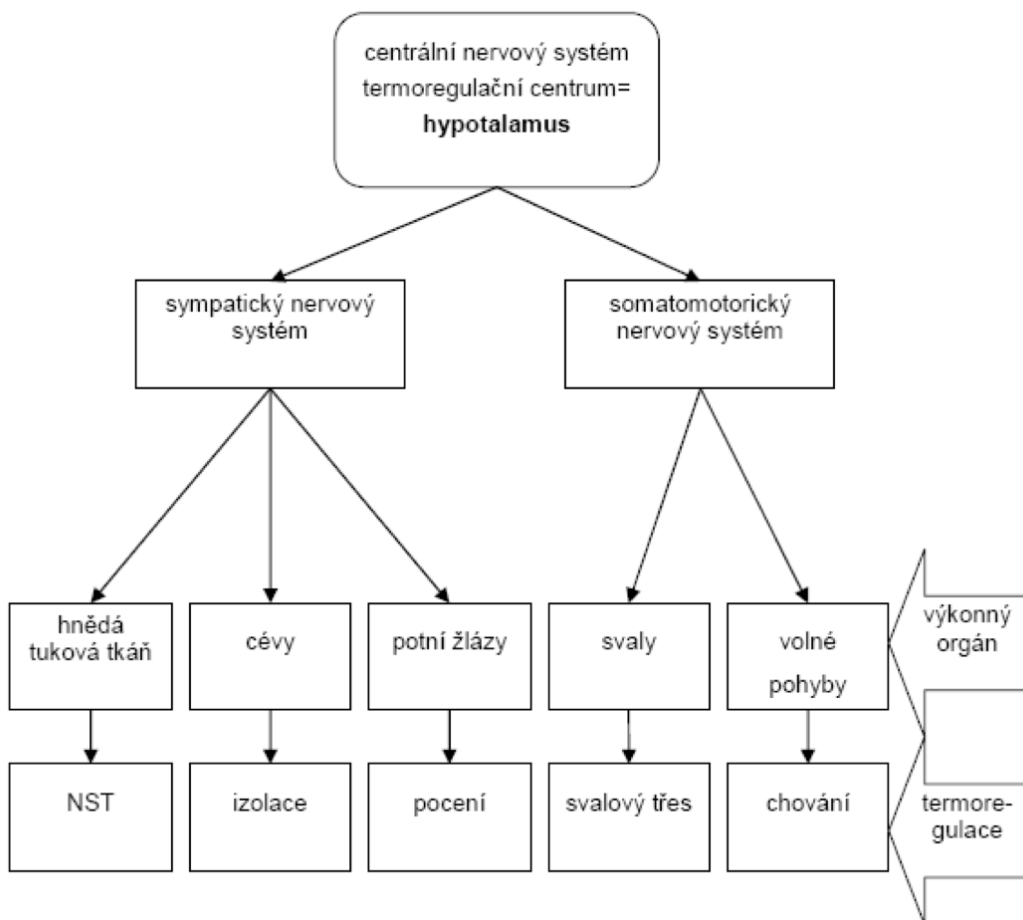 centrální nervový systém
termoregulační centrum=
hypotalamus
sympatický nervový
systém
somatomotorický
nervový systém
hnědá
tuková tkáň
cévy
potní žlázy
svaly
volné
pohyby
výkonný
orgán
NST
izolace
pocení
svalový třes
chování
termore-
gulace